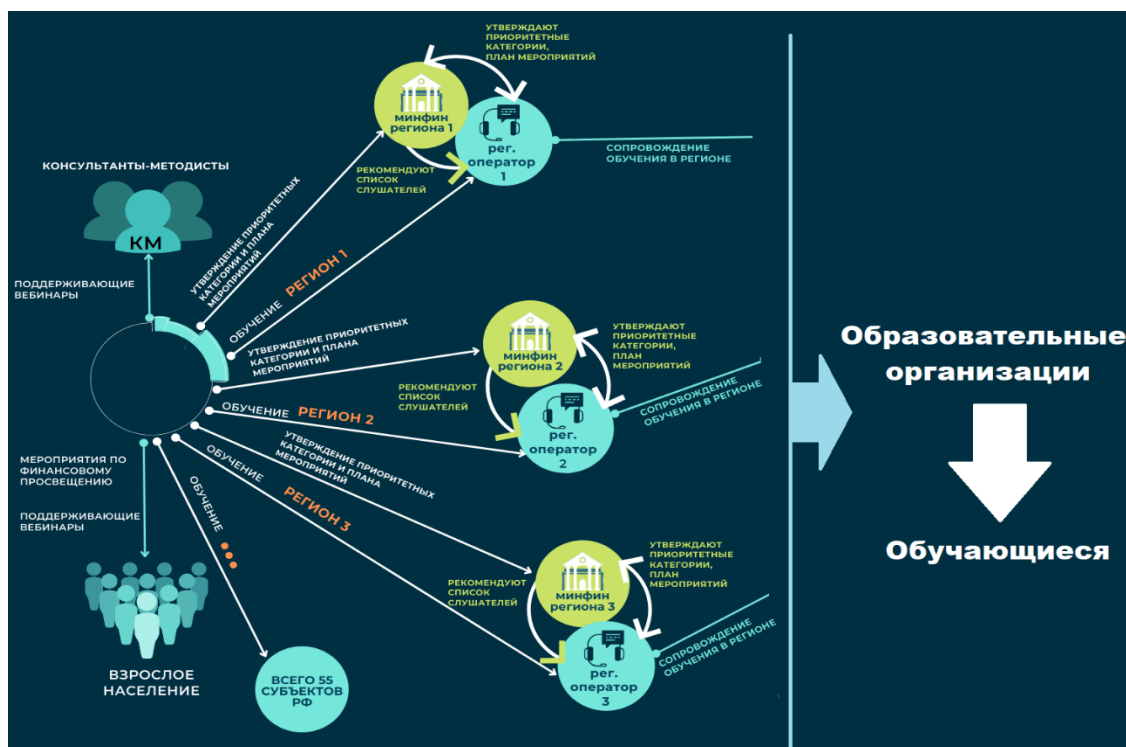 УТВЕРЖДАЮТ
ПРИОРИТЕТНЫЕ
КАТЕГОРИИ,
ПЛАН МЕРОПРИЯТИЙ
минфин
региона 1
рег.
оператор
1
СОПРОВОЖДЕНИЕ
ОБУЧЕНИЯ В РЕГИОНЕ
РЕКОМЕНДУЮТ
СПИСОК
СЛУШАТЕЛЕЙ
КОНСУЛЬТАНТЫ-МЕТОДИСТЫ
КМ
ПОДДЕРЖИВАЮЩИЕ
ВЕБИНАРЫ
УТВЕРЖДЕНИЕ ПРИОРИТЕТНЫХ
КАТЕГОРИИ И ПЛАНА
МЕРОПРИЯТИЙ
ОБУЧЕНИЕ РЕГИОН 1
УТВЕРЖДЕНИЕ ПРИОРИТЕТНЫХ
КАТЕГОРИИ И ПЛАНА
МЕРОПРИЯТИЙ
минфин
региона 2
УТВЕРЖДАЮТ
ПРИОРИТЕТНЫЕ
КАТЕГОРИИ,
ПЛАН
МЕРОПРИЯТИЙ
РЕКОМЕНДУЮТ
СПИСОК
СЛУШАТЕЛЕЙ
ОБУЧЕНИЕ РЕГИОН 2
рег.
оператор
2
СОПРОВОЖДЕНИЕ
ОБУЧЕНИЯ В РЕГИОНЕ
УТВЕРЖДЕНИЕ ПРИОРИТЕТНЫХ
КАТЕГОРИИ И ПЛАНА
МЕРОПРИЯТИЙ
ОБУЧЕНИЕ РЕГИОН 3
минфин
региона 3
УТВЕРЖДАЮТ
ПРИОРИТЕТНЫЕ
КАТЕГОРИИ,
ПЛАН
МЕРОПРИЯТИЙ
РЕКОМЕНДУЮТ
СПИСОК
СЛУШАТЕЛЕЙ
рег.
оператор
3
СОПРОВОЖДЕНИЕ
ОБУЧЕНИЯ В РЕГИОНЕ
МЕРОПРИЯТИЯ ПО
ФИНАНСОВОМУ
ПРОСВЕЩЕНИЮ
ПОДДЕРЖИВАЮЩИЕ
ВЕБИНАРЫ
ОБУЧЕНИЕ ...
ВЗРОСЛОЕ
НАСЕЛЕНИЕ
ВСЕГО 55
СУБЪЕКТОВ
РФ
Образовательные
организации
Обучающиеся